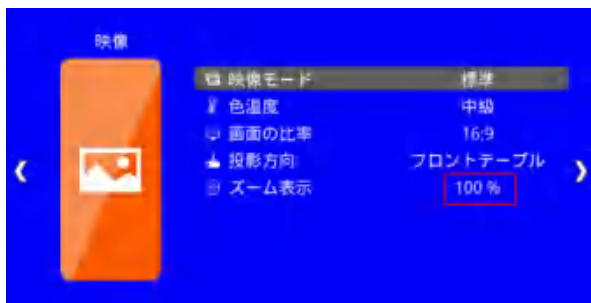 映像
映像モード 標準
色温度 中級
画面の比率 16:9
投影方向 フロントテーブル
ズーム表示 100 %